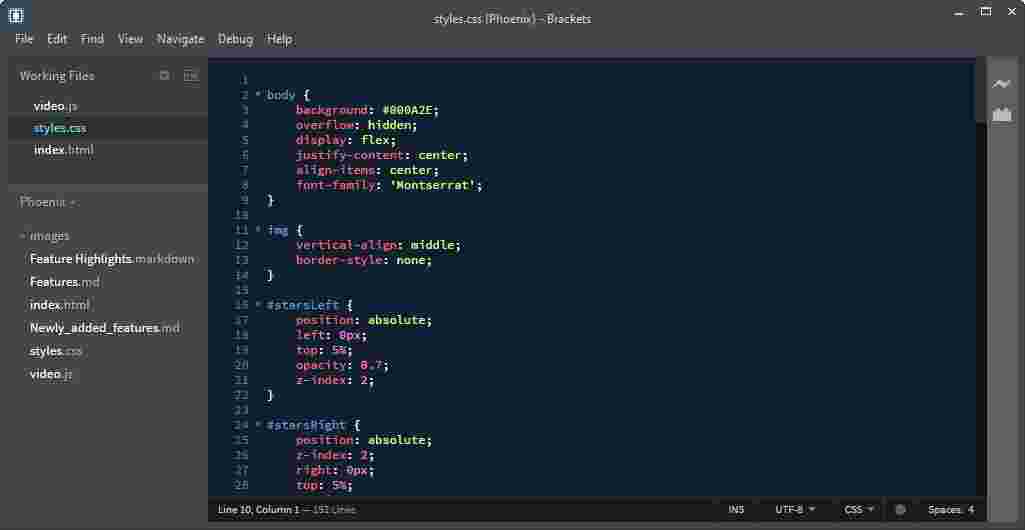 styles.css (Phoenix) - Brackets
File Edit Find View Navigate Debug Help
Working Files
video.js
styles.css
index.html
Phoenix
images
Feature Highlights.markdown
Features.md
index.html
Newly_added_features.md
styles.css
video.js
1
2 body {
3 background: #000A2E;
4 overflow: hidden;
5 display: flex;
6 justify-content: center;
7 align-items: center;
8 font-family: 'Montserrat';
9 }
10
11 img {
12 vertical-align: middle;
13 border-style: none;
14 }
15
16 #starsLeft {
17 position: absolute;
18 left: 0px;
19 top: 5%;
20 opacity: 0.7;
21 z-index: 2;
22 }
23
24 #starsRight {
25 position: absolute;
26 z-index: 2;
27 right: 0px;
28 top: 5%;
Line 10, Column 1 — 151 Lines INS UTF-8 CSS Spaces: 4